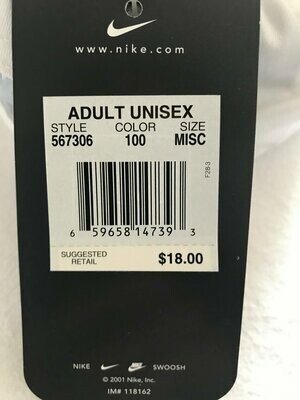 www.nike.com
ADULT UNISEX
STYLE COLOR SIZE
567306 100 MISC
F2B3
6 59658 14739 3
SUGGESTED
RETAIL $18.00
NIKE SWOOSH
© 2001 Nike, Inc.
IM# 118162